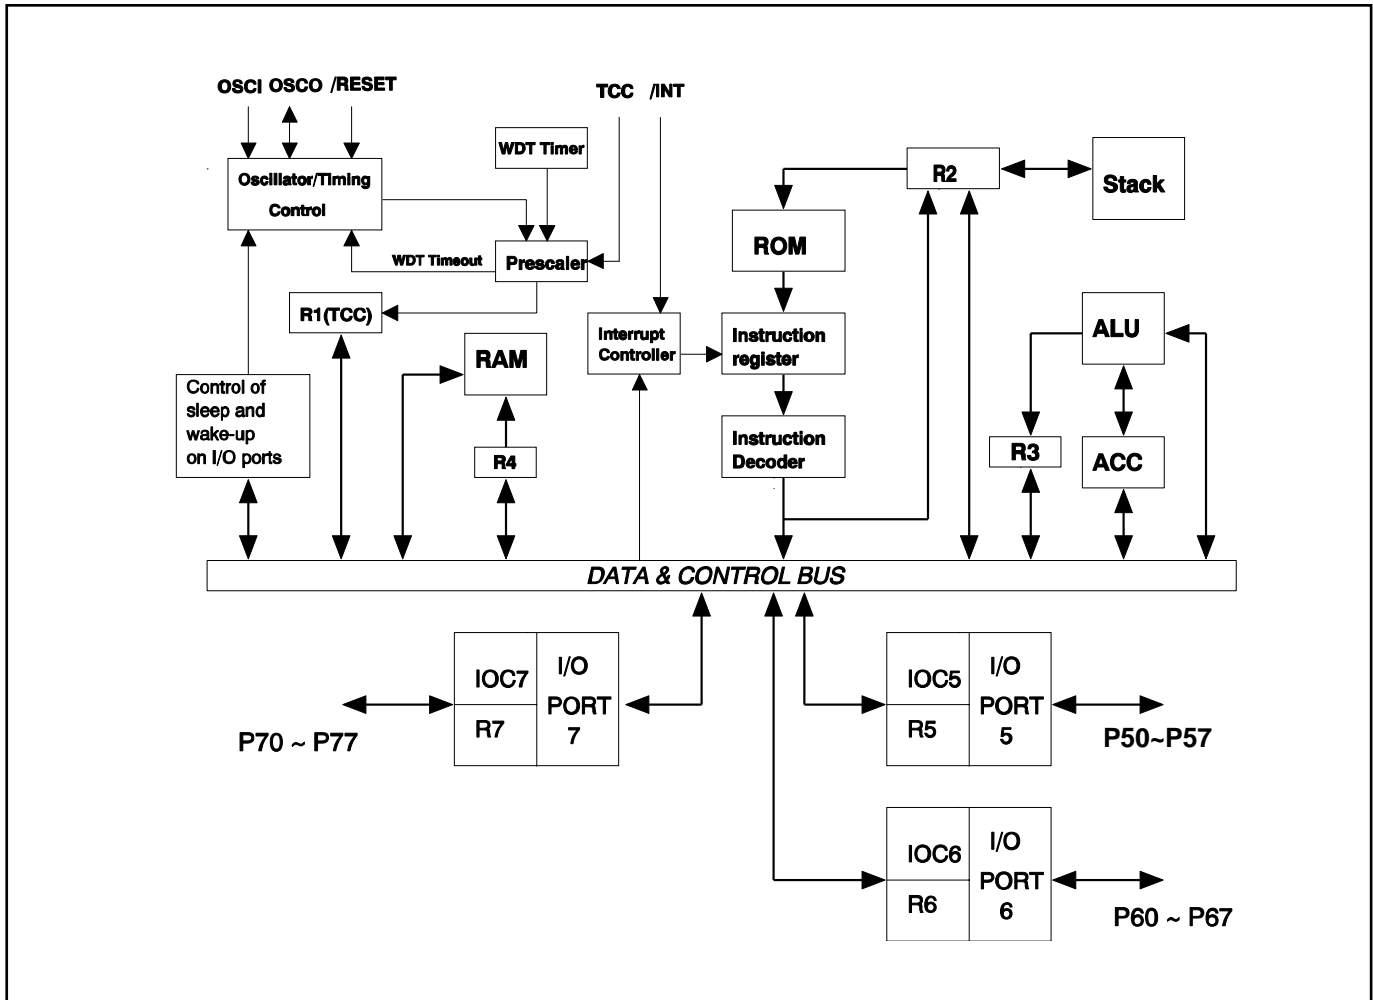 OSCI OSCO /RESET
TCC /INT
WDT Timer
R2
Stack
Oscillator/Timing
Control
ROM
WDT Timeout
Prescaler
R1(TCC)
Interrupt
Controller
Instruction
register
ALU
RAM
Control of
sleep and
wake-up
on I/O ports
R4
Instruction
Decoder
R3
ACC
DATA & CONTROL BUS
IOC7
R7
I/O
PORT
7
P70 ~ P77
IOC5
R5
I/O
PORT
5
P50~P57
IOC6
R6
I/O
PORT
6
P60 ~ P67